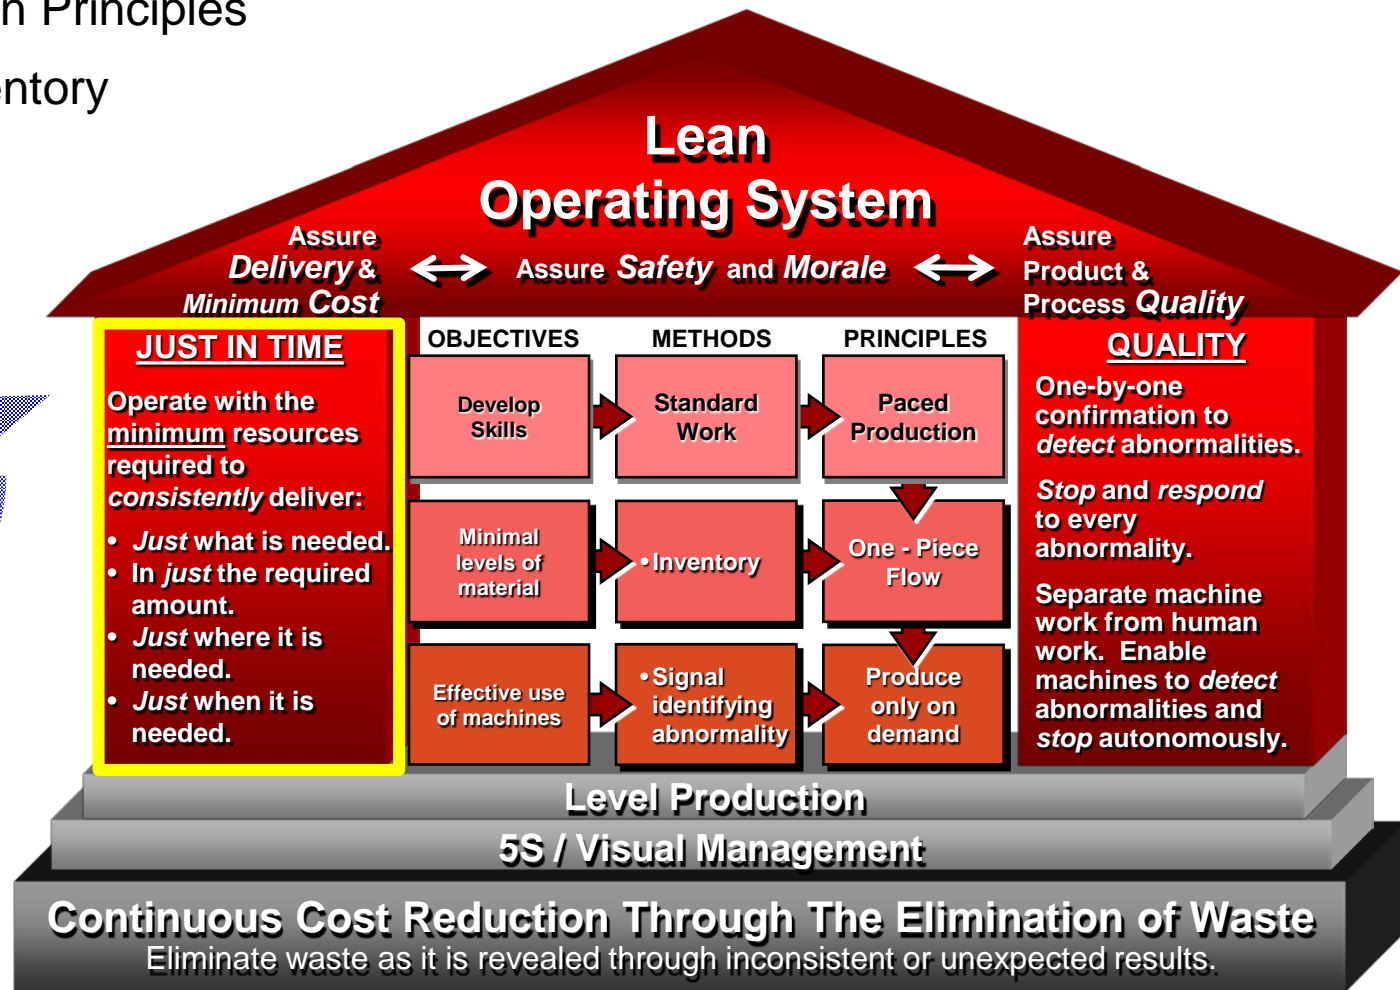 n Principles
entory
Lean
Operating System
Assure
Delivery &
Minimum Cost
Assure Safety and Morale
Assure
Product &
Process Quality
JUST IN TIME
Operate with the
minimum resources
required to
consistently deliver:
• Just what is needed.
• In just the required
amount.
• Just where it is
needed.
• Just when it is
needed.
OBJECTIVES
METHODS
PRINCIPLES
Develop
Skills
Standard
Work
Paced
Production
Minimal
levels of
material
• Inventory
One - Piece
Flow
Effective use
of machines
• Signal
identifying
abnormality
Produce
only on
demand
QUALITY
One-by-one
confirmation to
detect abnormalities.
Stop and respond
to every
abnormality.
Separate machine
work from human
work. Enable
machines to detect
abnormalities and
stop autonomously.
Level Production
5S / Visual Management
Continuous Cost Reduction Through The Elimination of Waste
Eliminate waste as it is revealed through inconsistent or unexpected results.